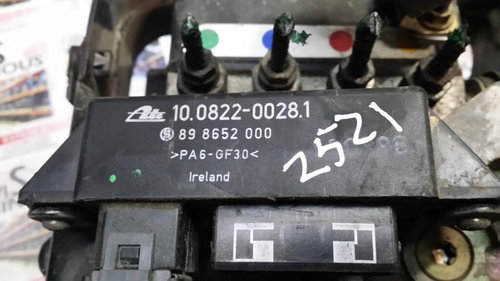 Ate 10.0822-0028.1
89 8652 000
>PA6-GF30<
Ireland
2521